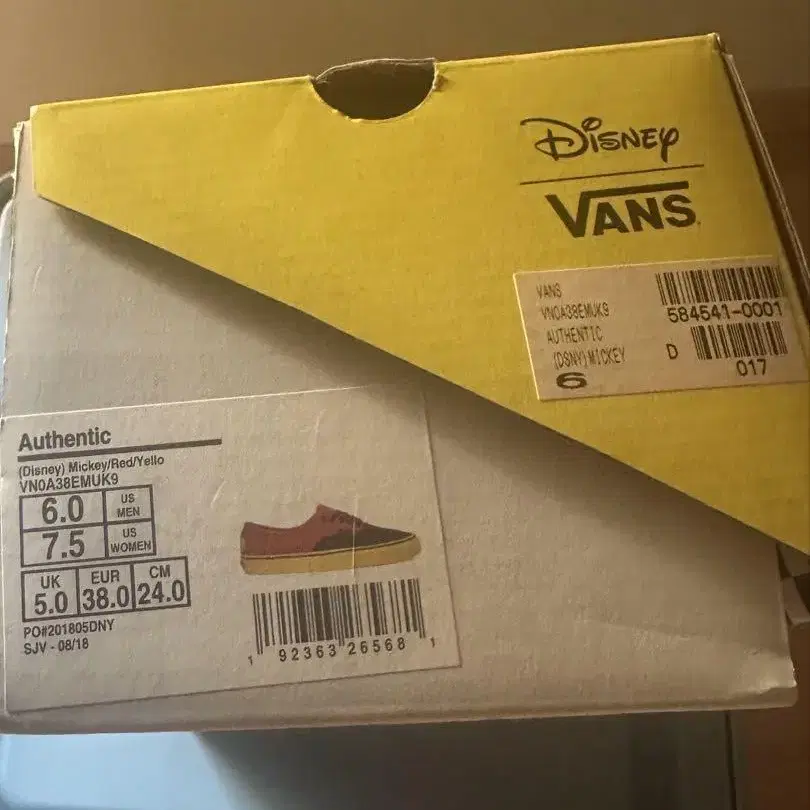 Disney
VANS
VANS
VN0A38EMUK9
AUTHENTIC
(DSNY)MICKEY
6
584541-0001
D
017
Authentic
(Disney) Mickey/Red/Yello
VN0A38EMUK9
6.0 US MEN
7.5 US WOMEN
UK EUR CM
5.0 38.0 24.0
PO#201805DNY
SJV - 08/18
1 92363 26568 1